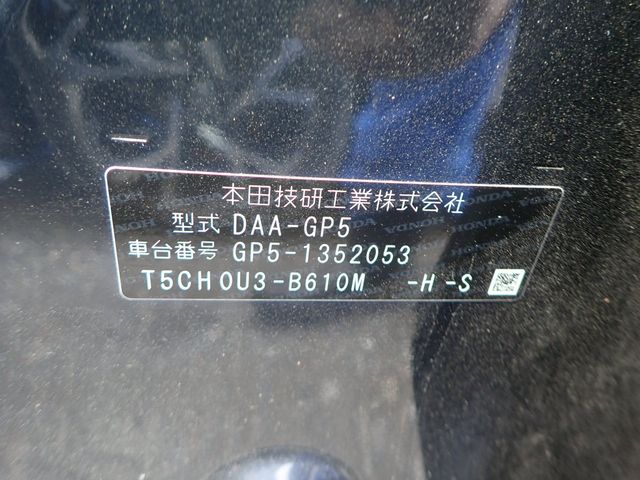 本田技研工業株式会社
型式 DAA-GP5
車台番号 GP5-1352053
T5CH0U3-B610M -H -S